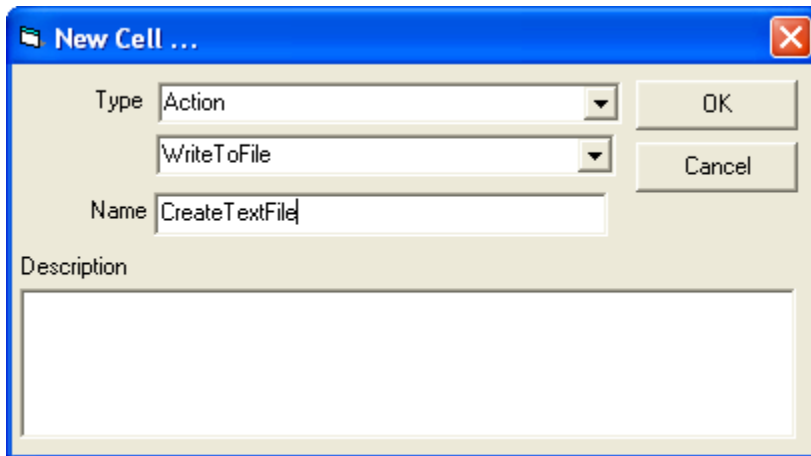 New Cell ...
Type Action OK
WriteToFile Cancel
Name CreateTextFile
Description